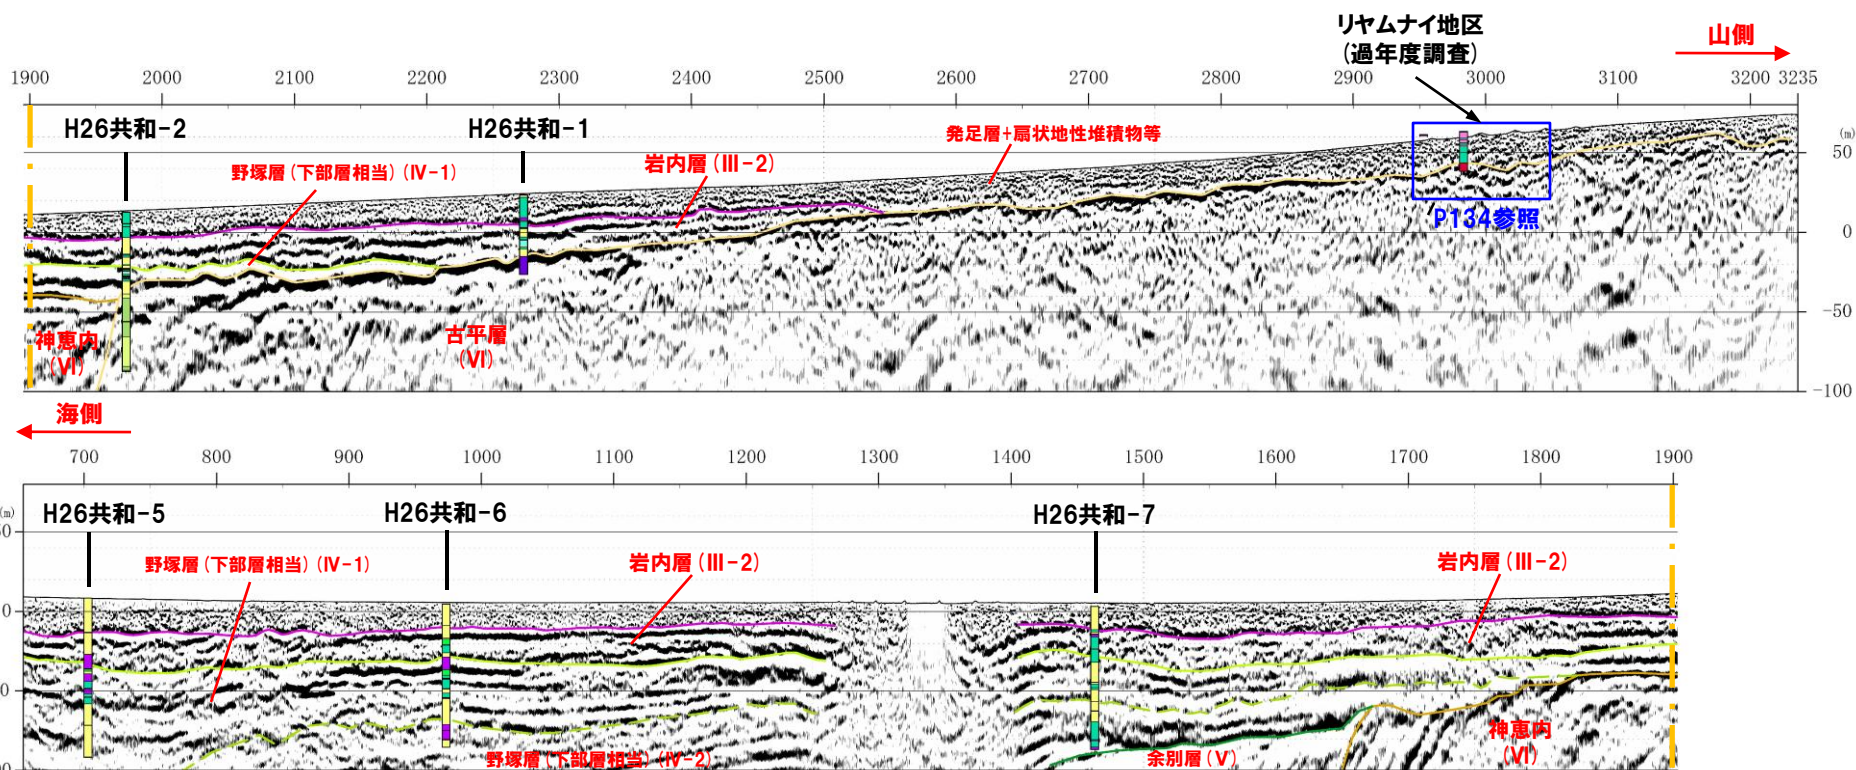 リヤムナイ地区
(過年度調査)
山側
1900 2000 2100 2200 2300 2400 2500 2600 2700 2800 2900 3000 3100 3200 3235
H26共和-2
H26共和-1
発足層+扇状地性堆積物等
(m)
野塚層(下部層相当)(Ⅳ-1)
岩内層(Ⅲ-2)
50
P134参照
0
-50
神恵内
(Ⅵ)
古平層
(Ⅵ)
-100
海側
700 800 900 1000 1100 1200 1300 1400 1500 1600 1700 1800 1900
(m)
H26共和-5
H26共和-6
H26共和-7
野塚層(下部層相当)(Ⅳ-1)
岩内層(Ⅲ-2)
岩内層(Ⅲ-2)
0
野塚層(下部層相当)(Ⅳ-2)
余別層(Ⅴ)
神恵内
(Ⅵ)